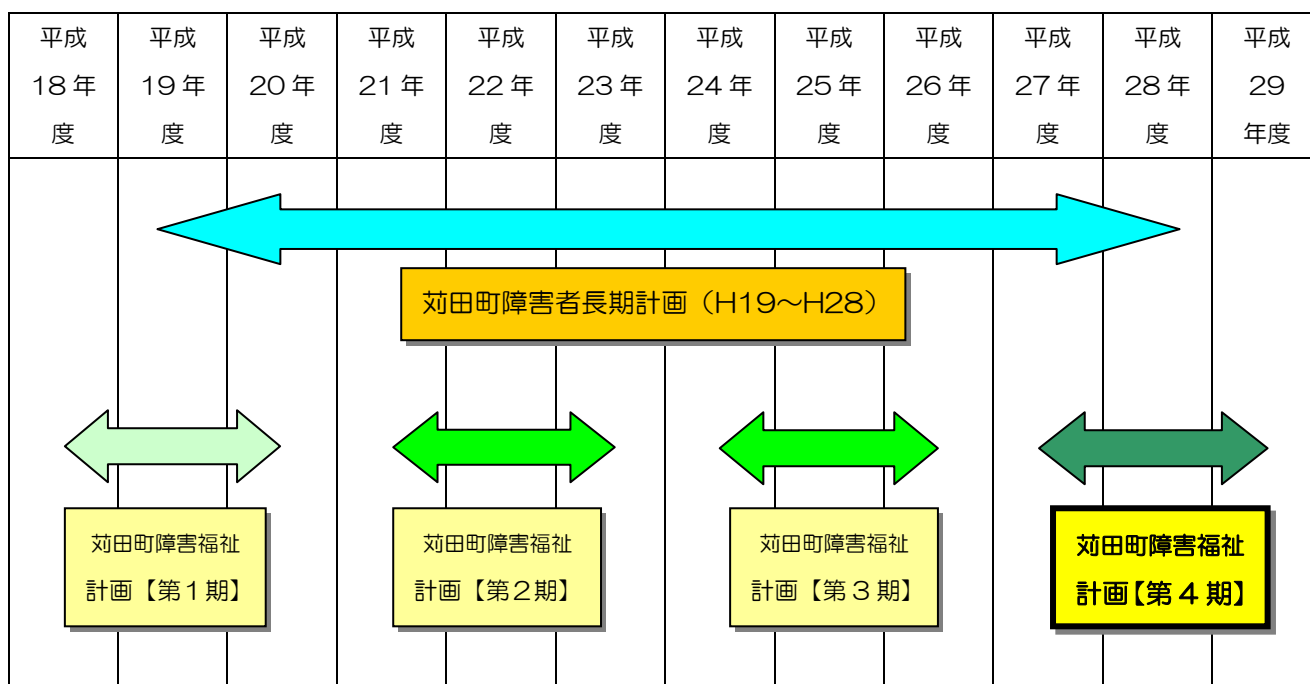 平成
18年
度
平成
19年
度
平成
20年
度
平成
21年
度
平成
22年
度
平成
23年
度
平成
24年
度
平成
25年
度
平成
26年
度
平成
27年
度
平成
28年
度
平成
29
年度
苅田町障害者長期計画（H19～H28）
苅田町障害福祉
計画【第1期】
苅田町障害福祉
計画【第2期】
苅田町障害福祉
計画【第3期】
苅田町障害福祉
計画【第4期】